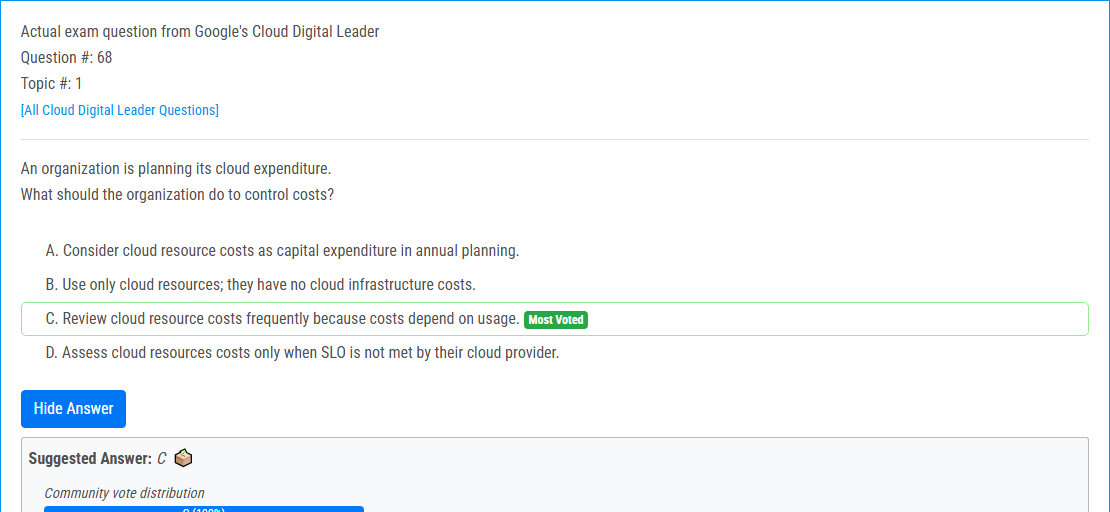 Actual exam question from Google's Cloud Digital Leader
Question #: 68
Topic #: 1
[All Cloud Digital Leader Questions]
An organization is planning its cloud expenditure.
What should the organization do to control costs?
A. Consider cloud resource costs as capital expenditure in annual planning.
B. Use only cloud resources; they have no cloud infrastructure costs.
C. Review cloud resource costs frequently because costs depend on usage. Most Voted
D. Assess cloud resources costs only when SLO is not met by their cloud provider.
Hide Answer
Suggested Answer: C
Community vote distribution